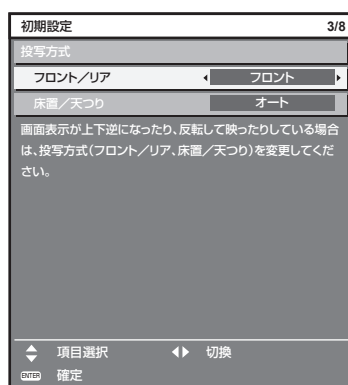 初期設定 3/8
投写方式
フロント／リア フロント
床置／天つり オート
画面表示が上下逆になったり、反転して映ったりしている場合
は、投写方式（フロント／リア、床置／天つり）を変更してくだ
さい。
項目選択 切換
ENTER 確定